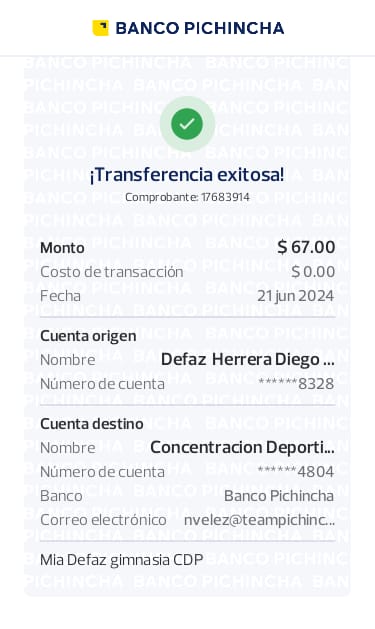 BANCO PICHINCHA
¡Transferencia exitosa!
Comprobante: 17683914
Monto $ 67.00
Costo de transacción $ 0.00
Fecha 21 jun 2024
Cuenta origen
Nombre Defaz Herrera Diego ...
Número de cuenta ******8328
Cuenta destino
Nombre Concentracion Deporti...
Número de cuenta ******4804
Banco Banco Pichincha
Correo electrónico nvelez@teampichinc...
Mia Defaz gimnasia CDP